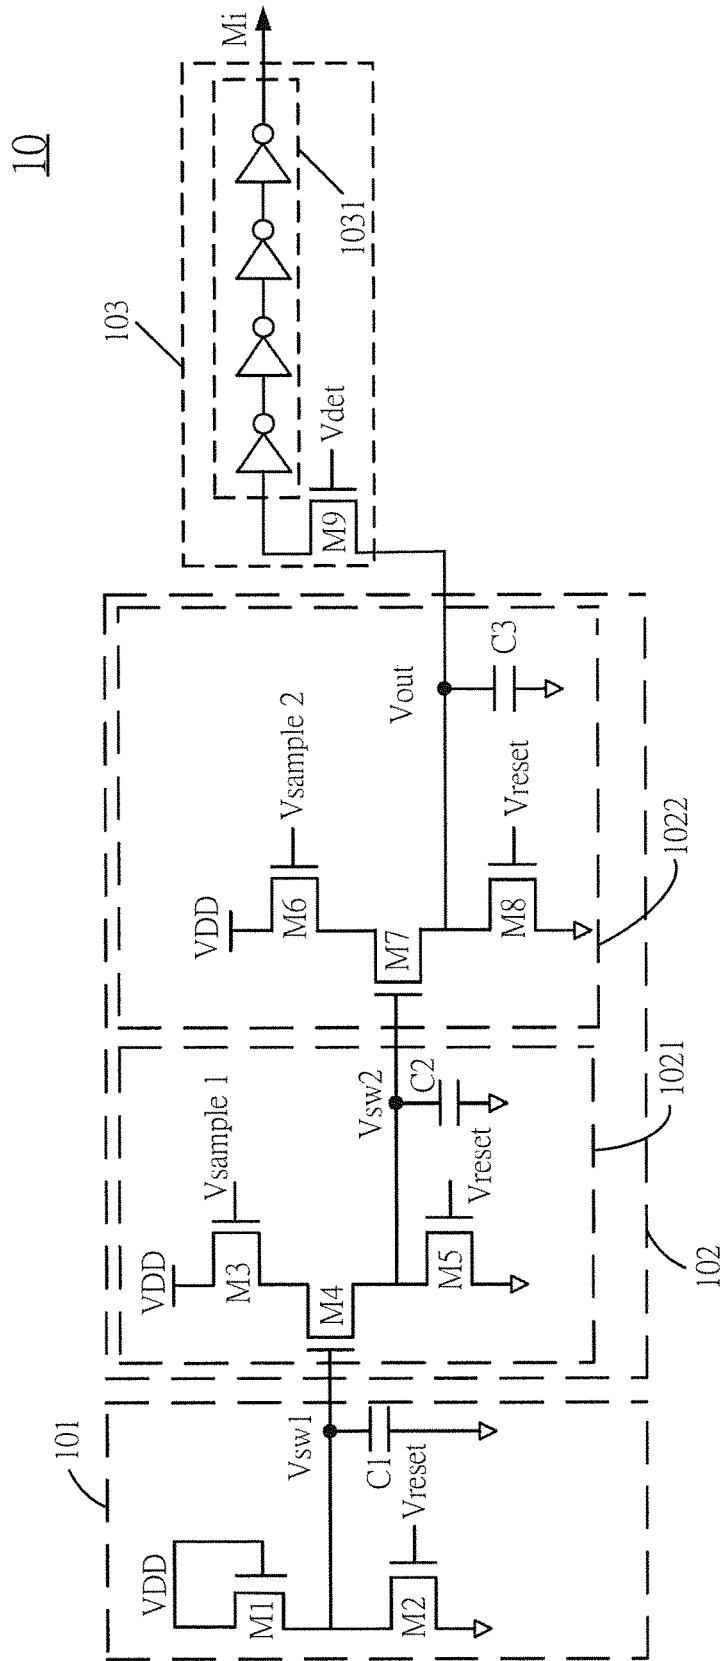 10
101
VDD
M1
M2
Vreset
Vsw1
C1
102
1021
VDD
Vsample 1
M3
M4
M5
Vreset
Vsw2
C2
1022
VDD
Vsample 2
M6
M7
M8
Vreset
Vout
C3
103
M9
Vdet
1031
Mi